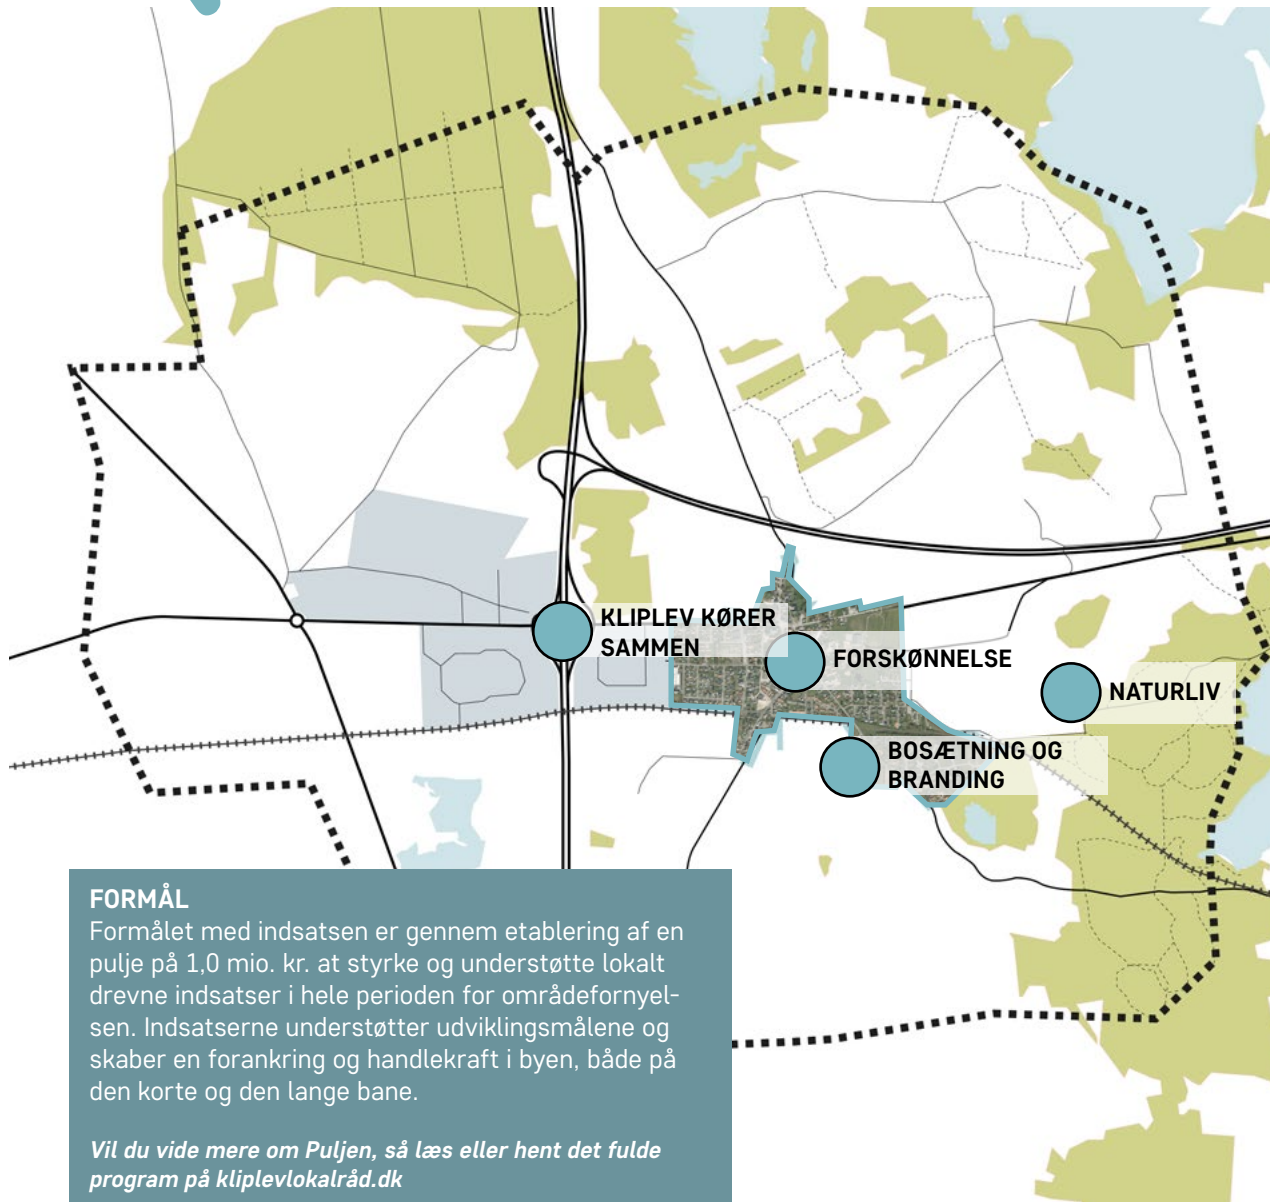 KLIPLEV KØRER
SAMMEN
FORSKØNNELSE
NATURLIV
BOSÆTNING OG
BRANDING
FORMÅL
Formålet med indsatsen er gennem etablering af en
pulje på 1,0 mio. kr. at styrke og understøtte lokalt
drevne indsatser i hele perioden for områdefornyel-
sen. Indsatserne understøtter udviklingsmålene og
skaber en forankring og handlekraft i byen, både på
den korte og den lange bane.
Vil du vide mere om Puljen, så læs eller hent det fulde
program på kliplevlokalråd.dk